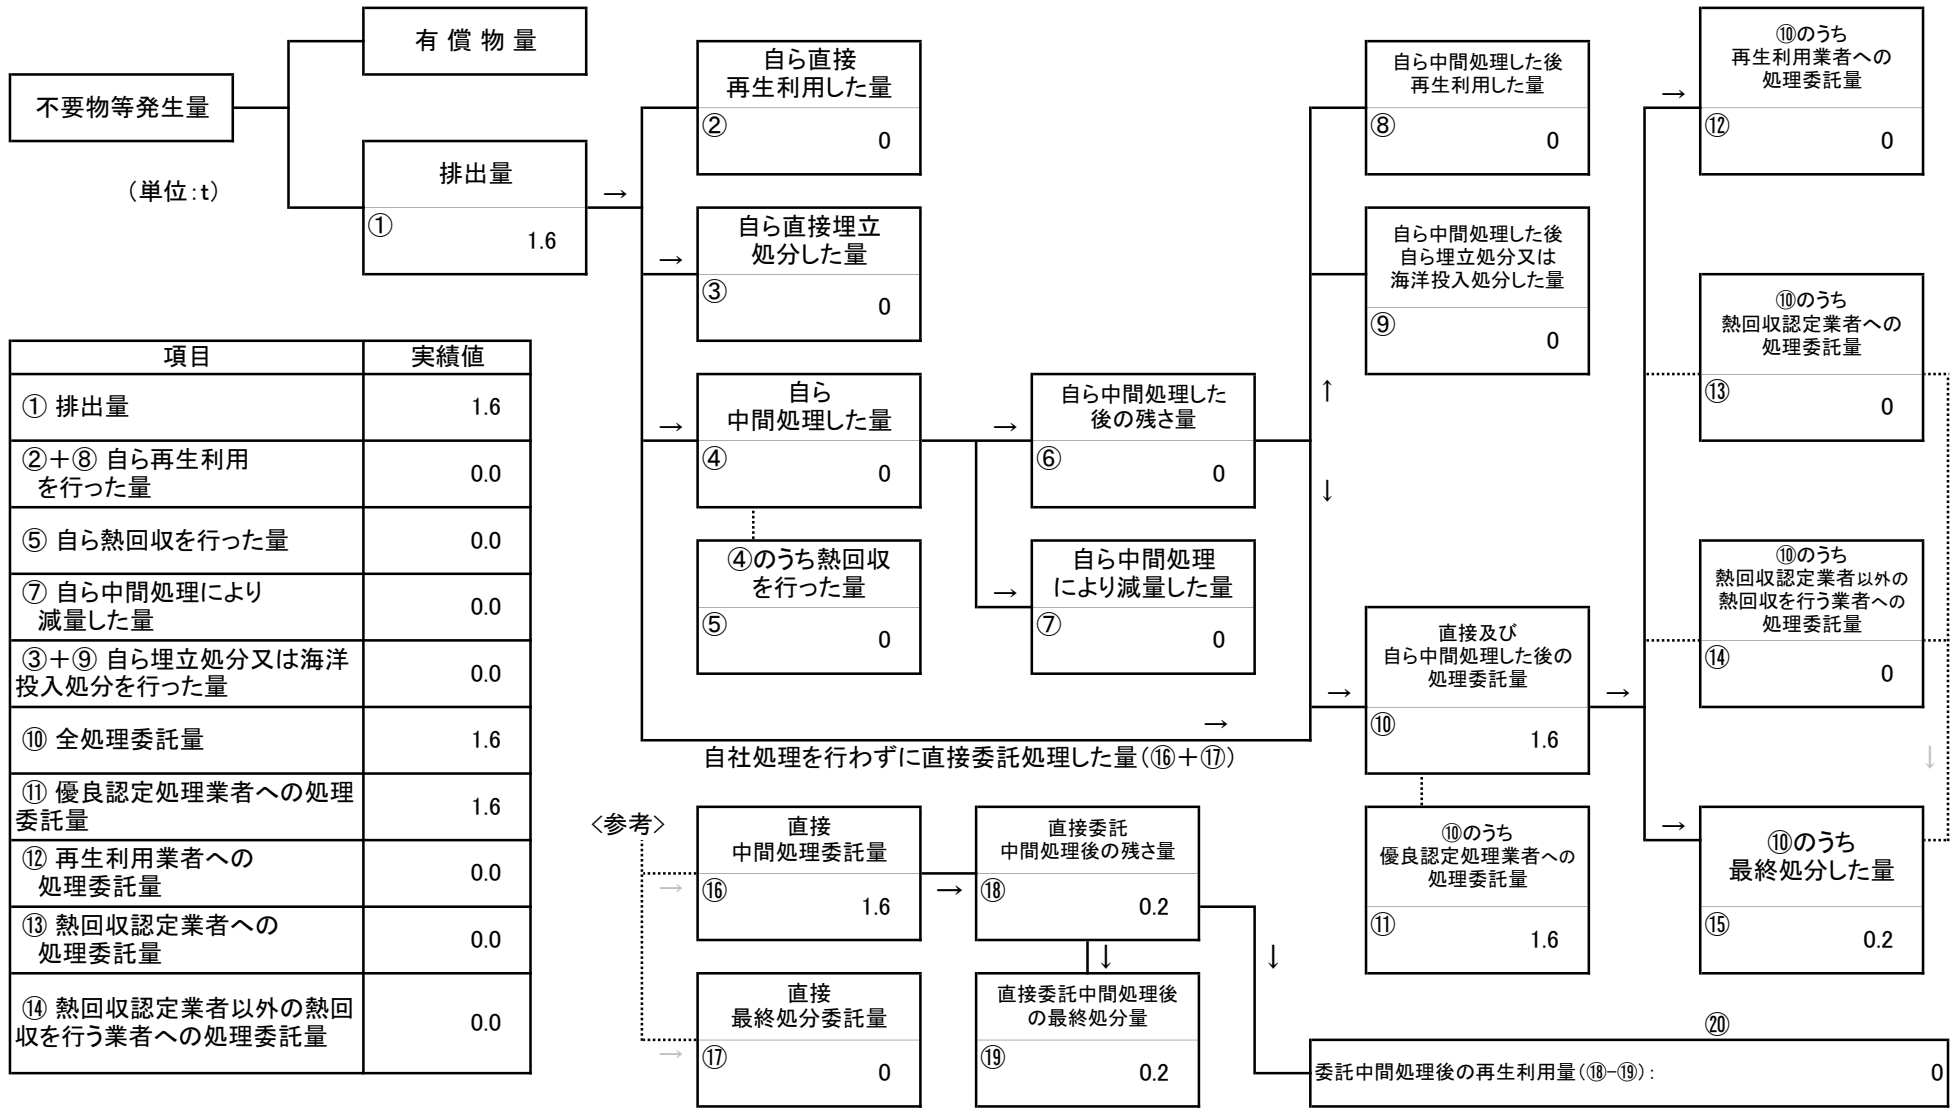 有 償 物 量
不要物等発生量
（単位：t）
排出量
①
1.6
→
自ら直接
再生利用した量
②
0
→
自ら直接埋立
処分した量
③
0
→
自ら
中間処理した量
④
0
④のうち熱回収
を行った量
⑤
0
→
自ら中間処理した
後の残さ量
⑥
0
→
自ら中間処理
により減量した量
⑦
0
↑
↓
自ら中間処理した後
再生利用した量
⑧
0
自ら中間処理した後
自ら埋立処分又は
海洋投入処分した量
⑨
0
→
自社処理を行わずに直接委託処理した量（⑯＋⑰）
→
直接及び
自ら中間処理した後の
処理委託量
⑩
1.6
→
⑩のうち
優良認定処理業者への
処理委託量
⑪
1.6
→
⑩のうち
再生利用業者への
処理委託量
⑫
0
⑩のうち
熱回収認定業者への
処理委託量
⑬
0
⑩のうち
熱回収認定業者以外の
熱回収を行う業者への
処理委託量
⑭
0
↓
→
⑩のうち
最終処分した量
⑮
0.2
項目 実績値
① 排出量 1.6
②＋⑧ 自ら再生利用
を行った量 0.0
⑤ 自ら熱回収を行った量 0.0
⑦ 自ら中間処理により
減量した量 0.0
③＋⑨ 自ら埋立処分又は海洋
投入処分を行った量 0.0
⑩ 全処理委託量 1.6
⑪ 優良認定処理業者への処理
委託量 1.6
⑫ 再生利用業者への
処理委託量 0.0
⑬ 熱回収認定業者への
処理委託量 0.0
⑭ 熱回収認定業者以外の熱回
収を行う業者への処理委託量 0.0
〈参考〉
→
直接
中間処理委託量
⑯
1.6
→
直接
最終処分委託量
⑰
0
→
直接委託
中間処理後の残さ量
⑱
0.2
↓
直接委託中間処理後
の最終処分量
⑲
0.2
↓
⑳
委託中間処理後の再生利用量（⑱−⑲）： 0